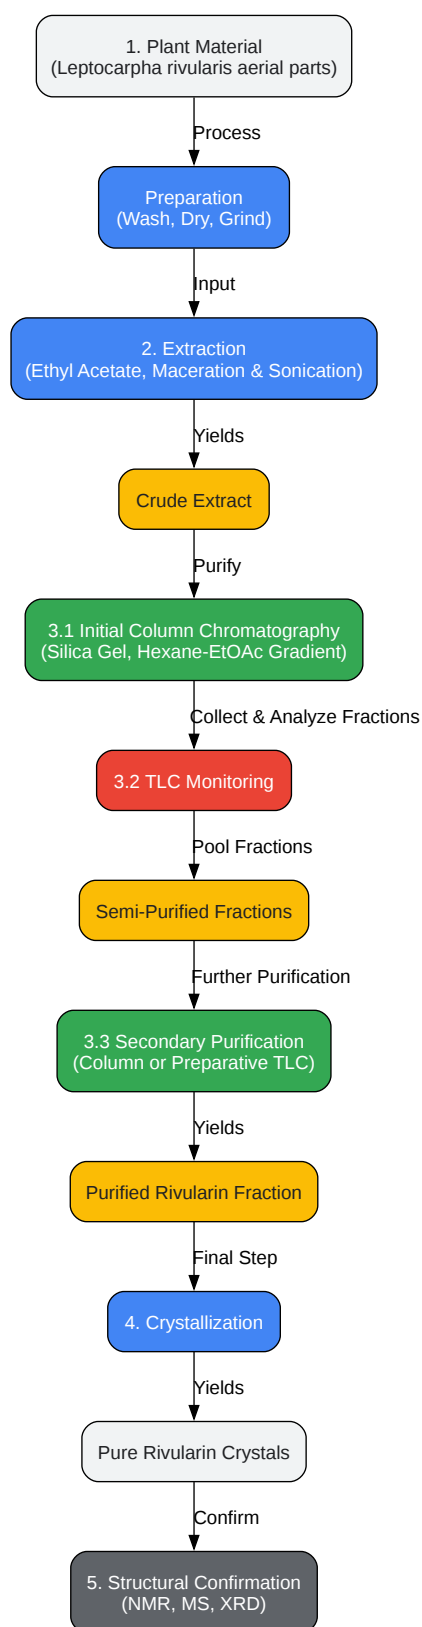 1. Plant Material
(Leptocarpha rivularis aerial parts)
Process
Preparation
(Wash, Dry, Grind)
Input
2. Extraction
(Ethyl Acetate, Maceration & Sonication)
Yields
Crude Extract
Purify
3.1 Initial Column Chromatography
(Silica Gel, Hexane-EtOAc Gradient)
Collect & Analyze Fractions
3.2 TLC Monitoring
Pool Fractions
Semi-Purified Fractions
Further Purification
3.3 Secondary Purification
(Column or Preparative TLC)
Yields
Purified Rivularin Fraction
Final Step
4. Crystallization
Yields
Pure Rivularin Crystals
Confirm
5. Structural Confirmation
(NMR, MS, XRD)